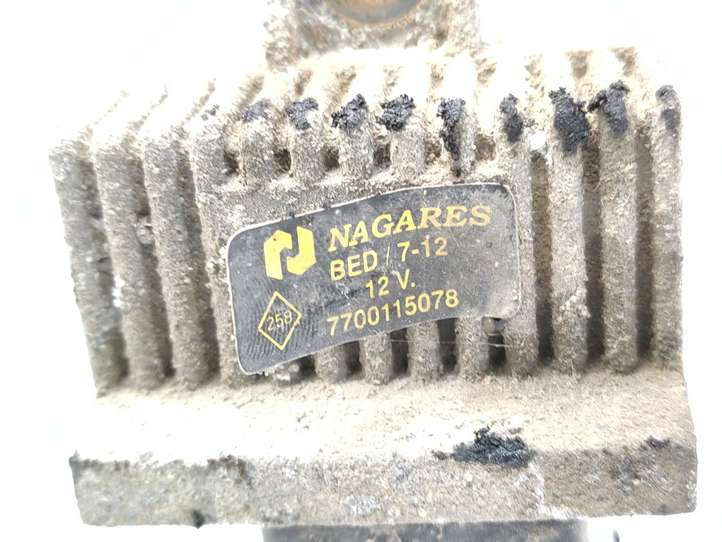 NAGARES
BED / 7-12
12 V.
258
7700115078